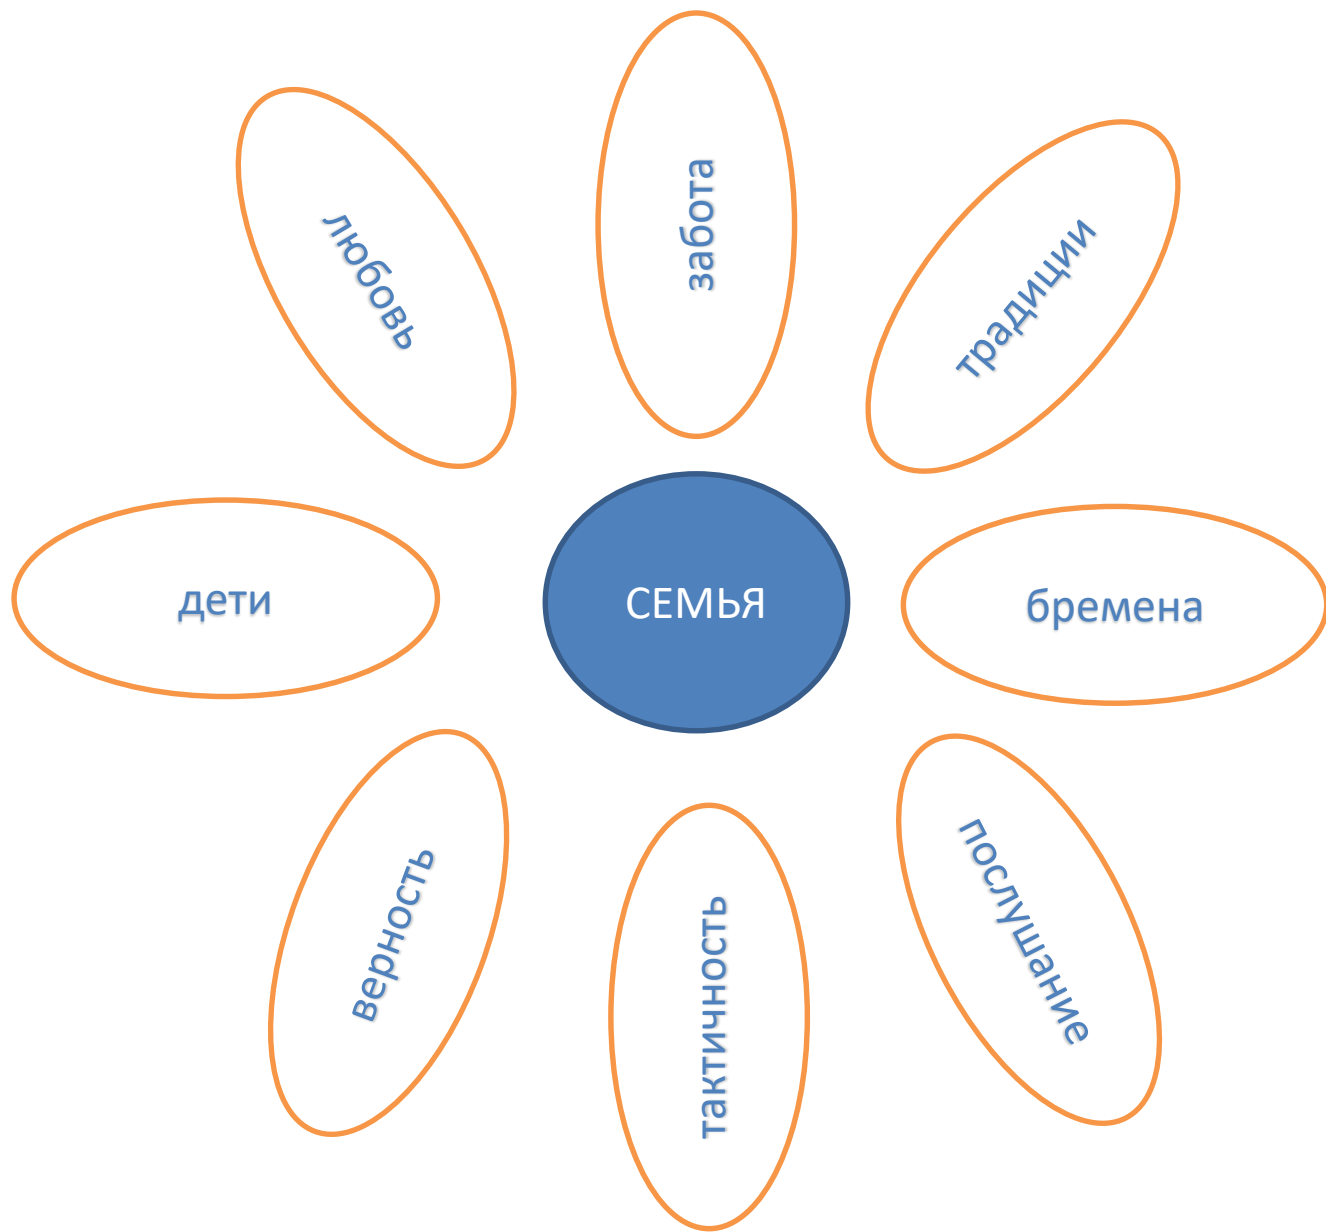 забота
любовь
традиции
дети
СЕМЬЯ
бремена
верность
тактичность
послушание